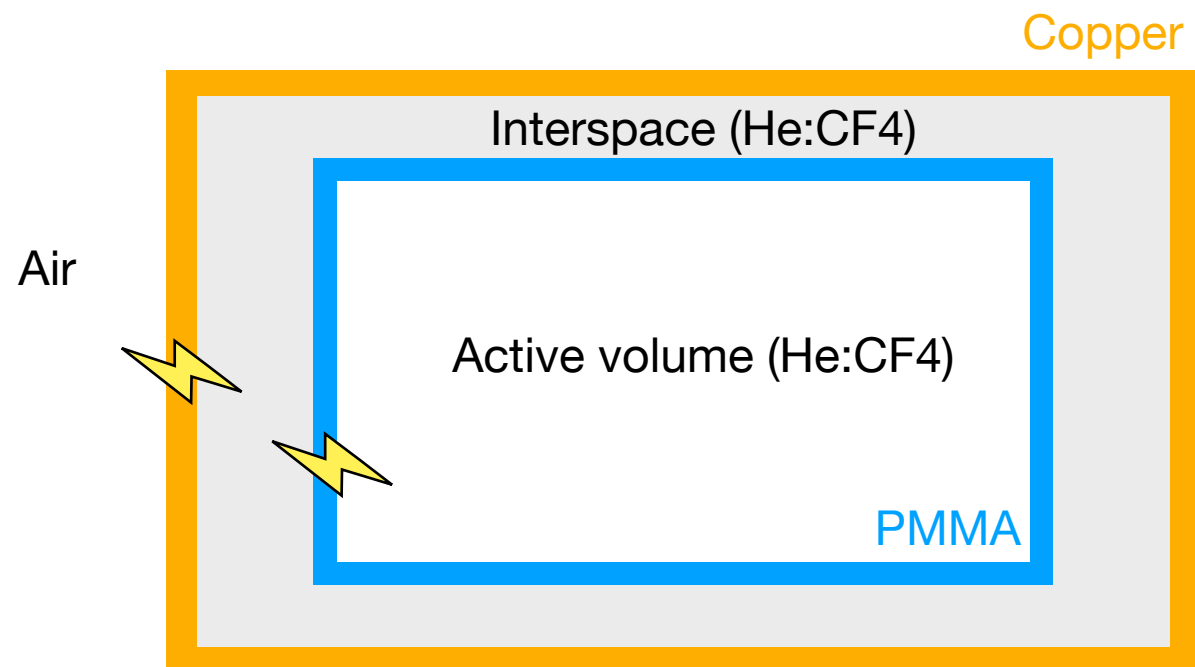 Copper
Interspace (He:CF4)
Air
Active volume (He:CF4)
PMMA